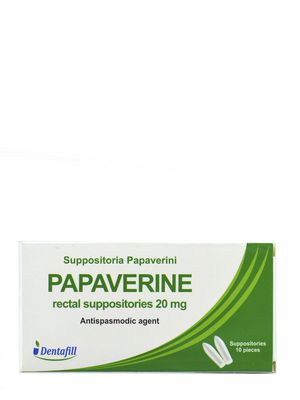 Suppositoria Papaverini
PAPAVERINE
rectal suppositories 20 mg
Antispasmodic agent
Dentafill
Suppositories
10 pieces